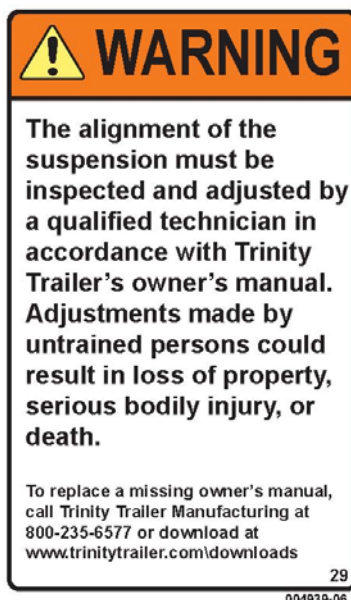 WARNING
The alignment of the
suspension must be
inspected and adjusted by
a qualified technician in
accordance with Trinity
Trailer's owner's manual.
Adjustments made by
untrained persons could
result in loss of property,
serious bodily injury, or
death.
To replace a missing owner's manual,
call Trinity Trailer Manufacturing at
800-235-6577 or download at
www.trinitytrailer.com\downloads
29
004939-06